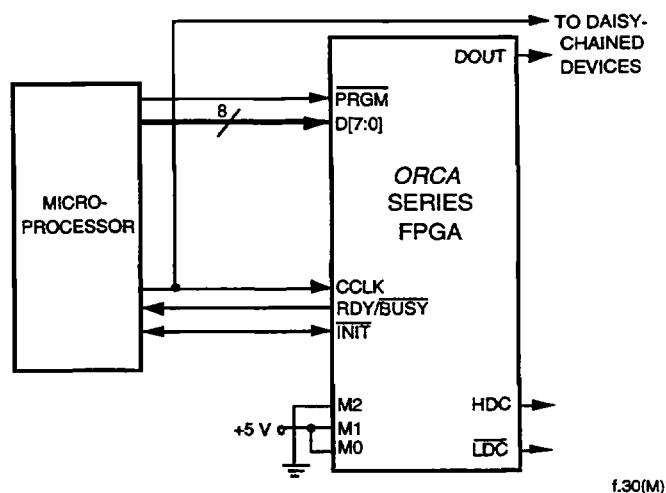 TO DAISY-
CHAINED
DEVICES
DOUT
PRGM
8
D[7:0]
MICRO-
PROCESSOR
ORCA
SERIES
FPGA
CCLK
RDY/BUSY
INIT
M2
HDC
+5 V
M1
M0
LDC
f.30(M)